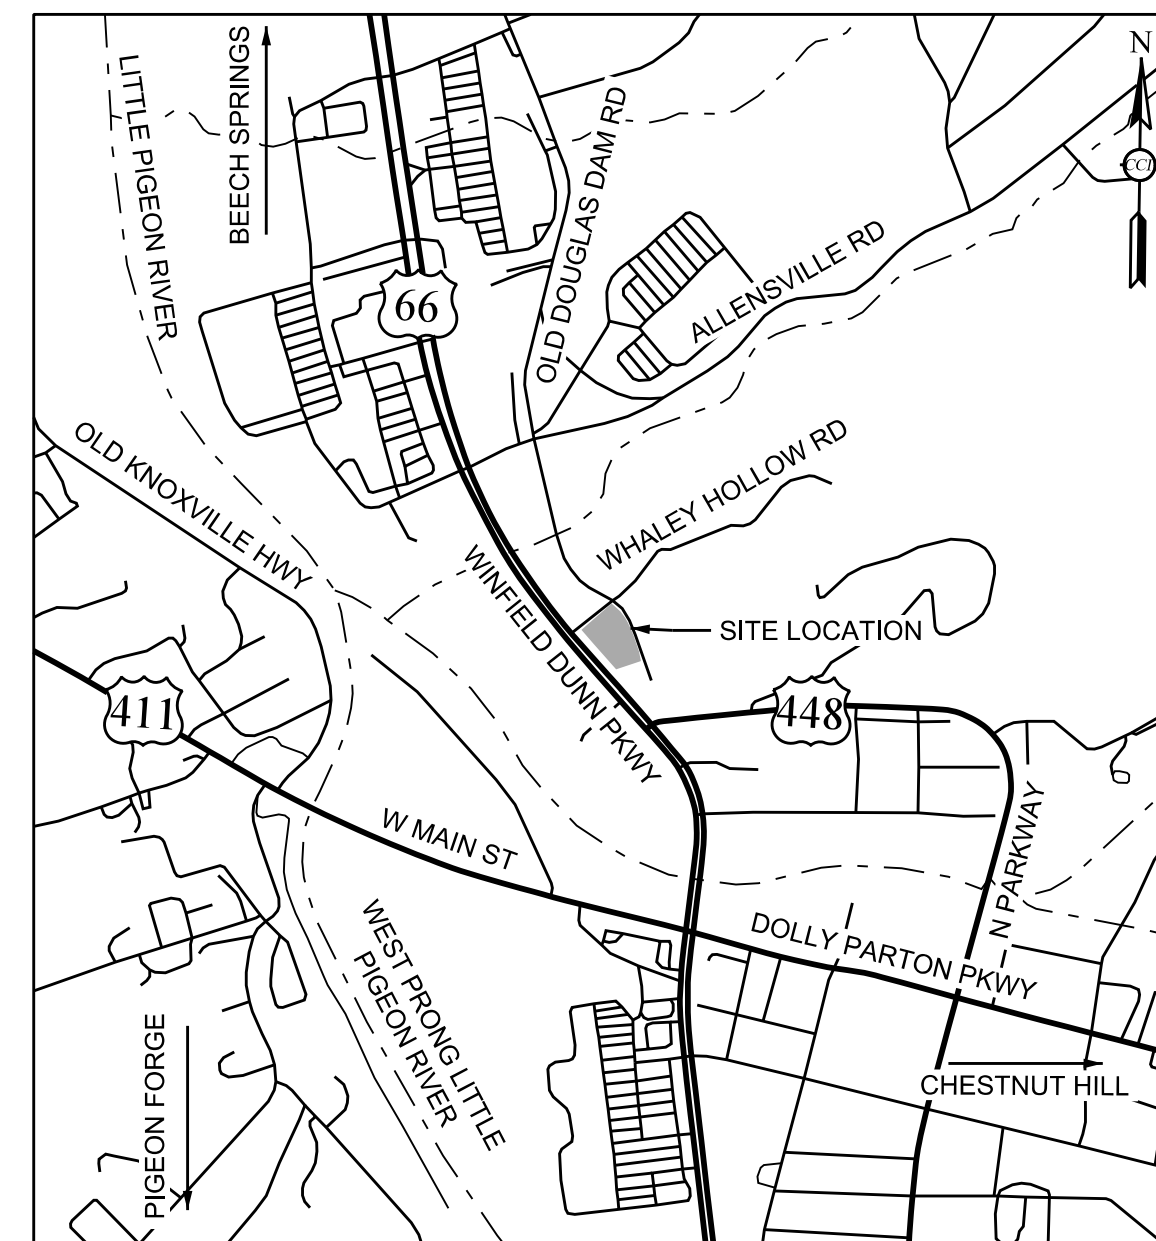 N
CCI
LITTLE PIGEON RIVER
BEECH SPRINGS
OLD DOUGLAS DAM RD
66
ALLENSVILLE RD
OLD KNOXVILLE HWY
WHALEY HOLLOW RD
WINFIELD DUNN PKWY
SITE LOCATION
411
448
W MAIN ST
N PARKWAY
DOLLY PARTON PKWY
WEST PRONG LITTLE
PIGEON RIVER
PIGEON FORGE
CHESTNUT HILL